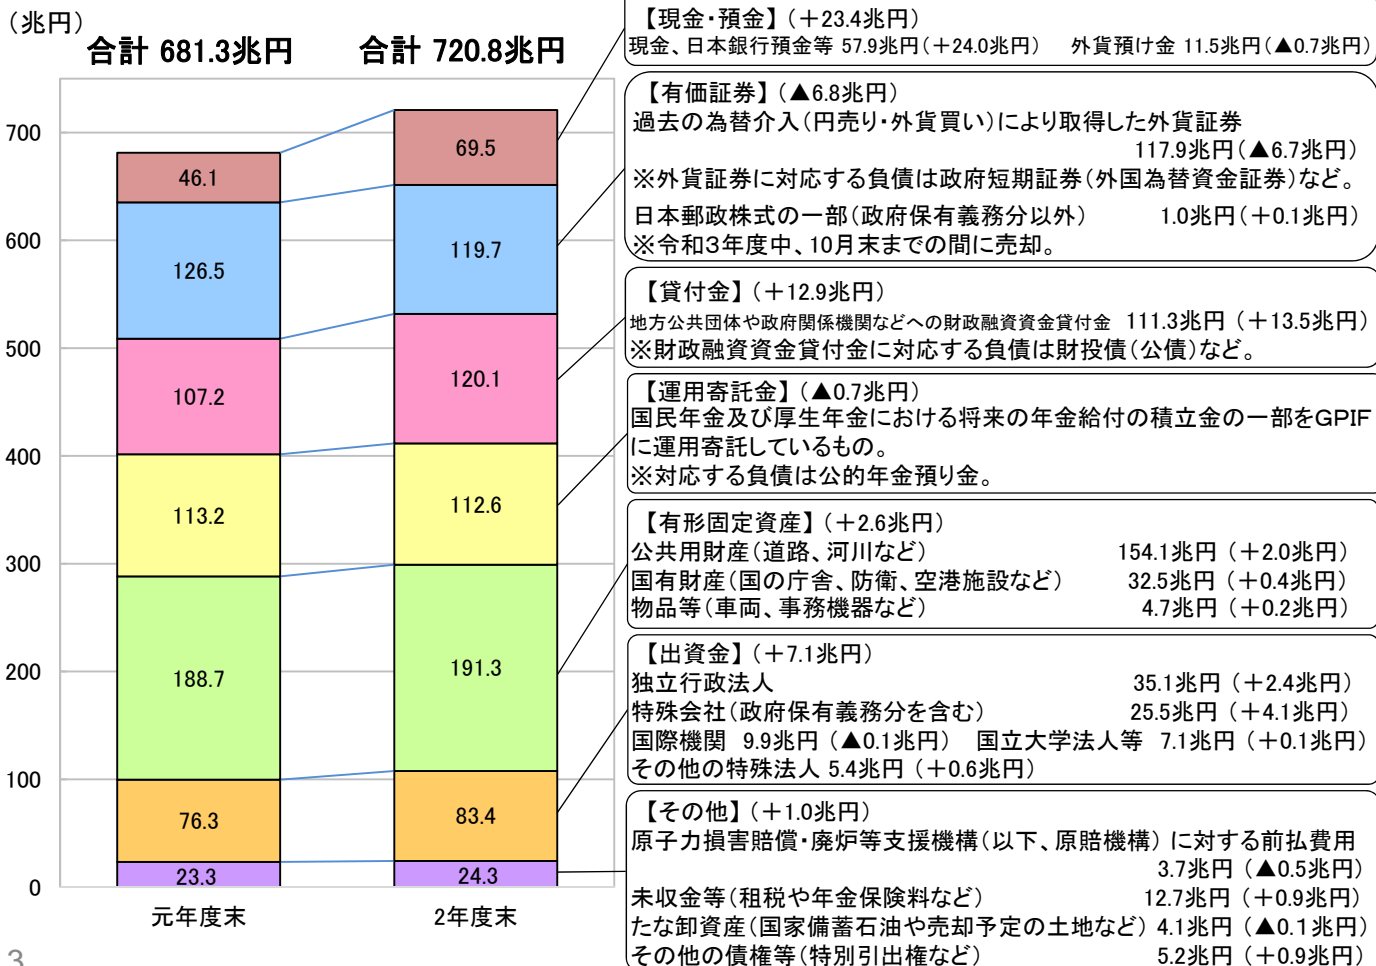 （兆円）
合計 681.3兆円
合計 720.8兆円
700
600
500
400
300
200
100
0
46.1
126.5
107.2
113.2
188.7
76.3
23.3
元年度末
69.5
119.7
120.1
112.6
191.3
83.4
24.3
2年度末
【現金・預金】（＋23.4兆円）
現金、日本銀行預金等 57.9兆円（＋24.0兆円） 外貨預け金 11.5兆円（▲0.7兆円）
【有価証券】（▲6.8兆円）
過去の為替介入（円売り・外貨買い）により取得した外貨証券
117.9兆円（▲6.7兆円）
※外貨証券に対応する負債は政府短期証券（外国為替資金証券）など。
日本郵政株式の一部（政府保有義務分以外） 1.0兆円（＋0.1兆円）
※令和３年度中、10月末までの間に売却。
【貸付金】（＋12.9兆円）
地方公共団体や政府関係機関などへの財政融資資金貸付金 111.3兆円（＋13.5兆円）
※財政融資資金貸付金に対応する負債は財投債（公債）など。
【運用寄託金】（▲0.7兆円）
国民年金及び厚生年金における将来の年金給付の積立金の一部をGPIF
に運用寄託しているもの。
※対応する負債は公的年金預り金。
【有形固定資産】（＋2.6兆円）
公共用財産（道路、河川など） 154.1兆円（＋2.0兆円）
国有財産（国の庁舎、防衛、空港施設など） 32.5兆円（＋0.4兆円）
物品等（車両、事務機器など） 4.7兆円（＋0.2兆円）
【出資金】（＋7.1兆円）
独立行政法人 35.1兆円（＋2.4兆円）
特殊会社（政府保有義務分を含む） 25.5兆円（＋4.1兆円）
国際機関 9.9兆円（▲0.1兆円） 国立大学法人等 7.1兆円（＋0.1兆円）
その他の特殊法人 5.4兆円（＋0.6兆円）
【その他】（＋1.0兆円）
原子力損害賠償・廃炉等支援機構（以下、原賠機構）に対する前払費用
3.7兆円（▲0.5兆円）
未収金等（租税や年金保険料など） 12.7兆円（＋0.9兆円）
たな卸資産（国家備蓄石油や売却予定の土地など） 4.1兆円（▲0.1兆円）
その他の債権等（特別引出権など） 5.2兆円（＋0.9兆円）
3